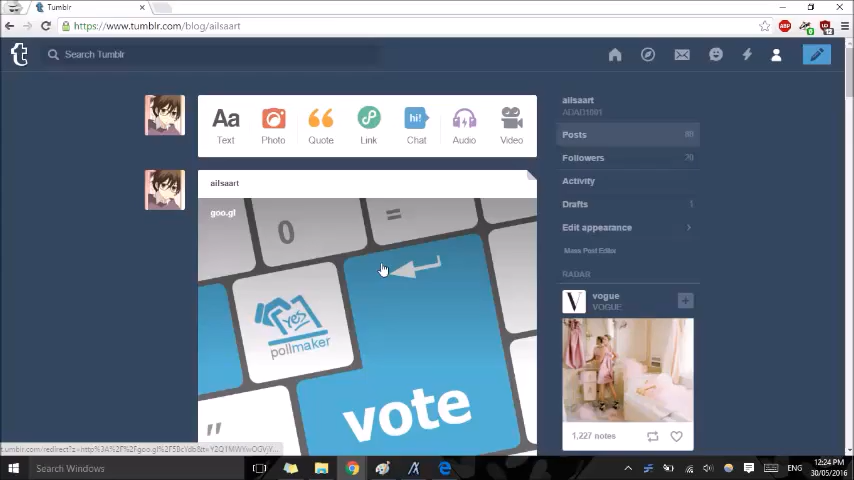 Tumblr
https://www.tumblr.com/blog/ailsaart
Search Tumblr
Aa
hi!
Text
Photo
Quote
Link
Chat
Audio
Video
ailsaart
goo.gl
0
=
yes
pollmaker
vote
"
ailsaart
ADAD1091
Posts
Followers
Activity
Drafts 1
Edit appearance
Mass Post Editor
RADAR
V
vogue
VOGUE
1,227 notes
Search Windows
ENG
12:24 PM
30/05/2016